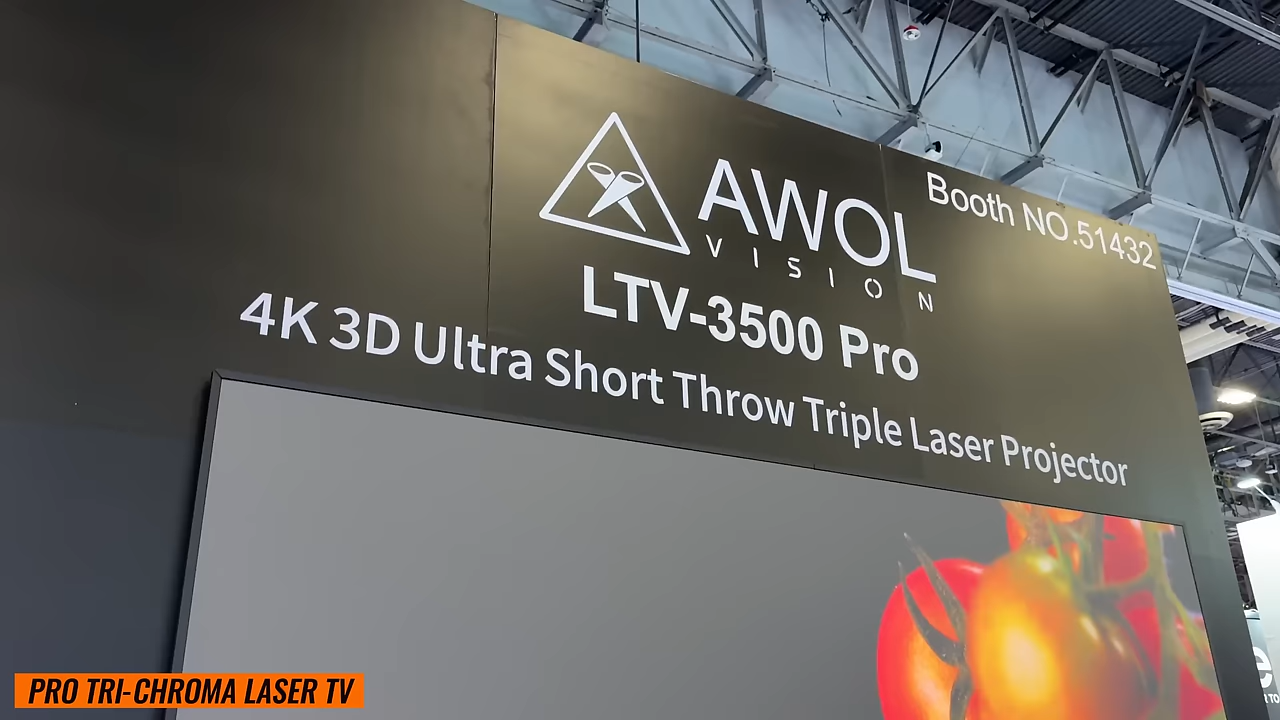 AWOL
VISION
Booth NO.51432
LTV-3500 Pro
4K 3D Ultra Short Throw Triple Laser Projector
PRO TRI-CHROMA LASER TV